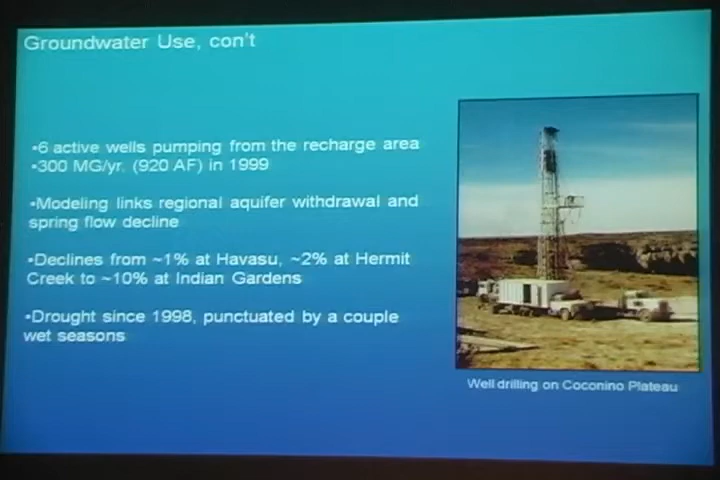 Groundwater Use, con't
•6 active wells pumping from the recharge area
•300 MG/yr. (920 AF) in 1999
•Modeling links regional aquifer withdrawal and
spring flow decline
•Declines from ~1% at Havasu, ~2% at Hermit
Creek to ~10% at Indian Gardens
•Drought since 1998, punctuated by a couple
wet seasons
Well drilling on Coconino Plateau